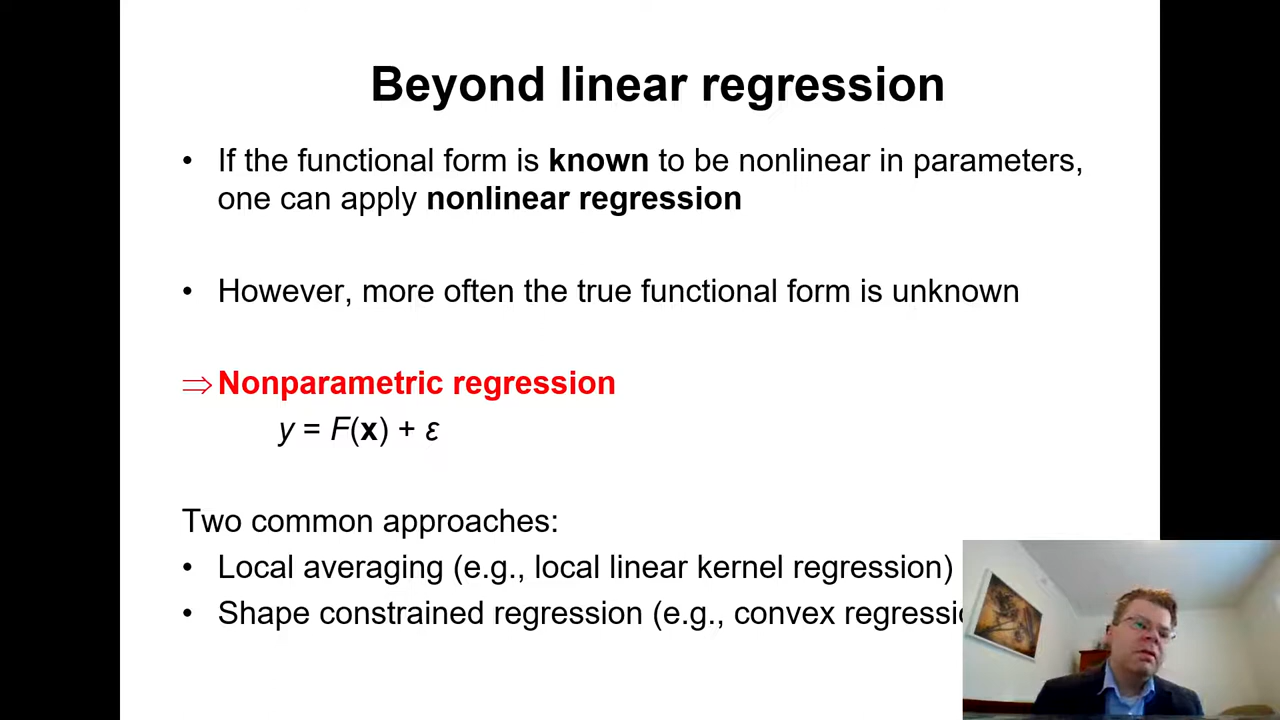 Beyond linear regression
• If the functional form is known to be nonlinear in parameters,
one can apply nonlinear regression
• However, more often the true functional form is unknown
⇒ Nonparametric regression
y = F(x) + ε
Two common approaches:
• Local averaging (e.g., local linear kernel regression)
• Shape constrained regression (e.g., convex